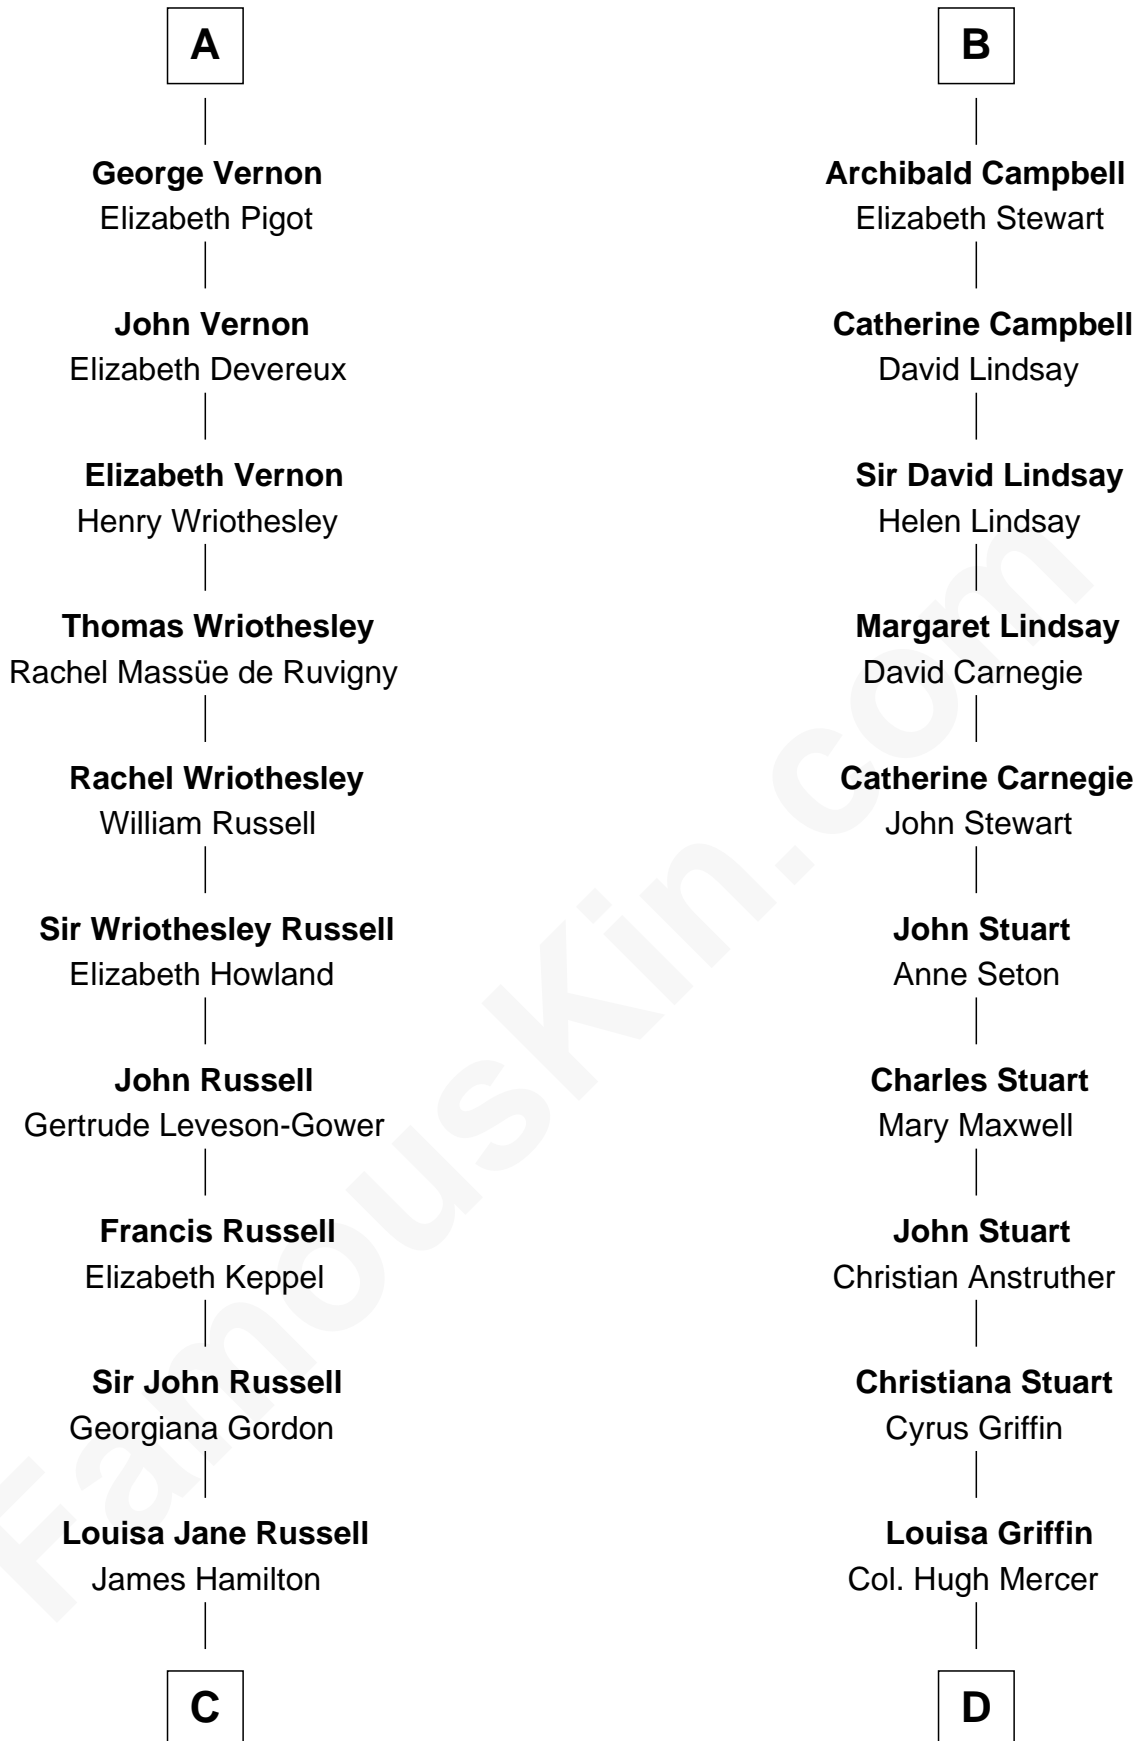 A
George Vernon
Elizabeth Pigot
John Vernon
Elizabeth Devereux
Elizabeth Vernon
Henry Wriothesley
Thomas Wriothesley
Rachel Massüe de Ruvigny
Rachel Wriothesley
William Russell
Sir Wriothesley Russell
Elizabeth Howland
John Russell
Gertrude Leveson-Gower
Francis Russell
Elizabeth Keppel
Sir John Russell
Georgiana Gordon
Louisa Jane Russell
James Hamilton
C
B
Archibald Campbell
Elizabeth Stewart
Catherine Campbell
David Lindsay
Sir David Lindsay
Helen Lindsay
Margaret Lindsay
David Carnegie
Catherine Carnegie
John Stewart
John Stuart
Anne Seton
Charles Stuart
Mary Maxwell
John Stuart
Christian Anstruther
Christiana Stuart
Cyrus Griffin
Louisa Griffin
Col. Hugh Mercer
D
FamousKin.com